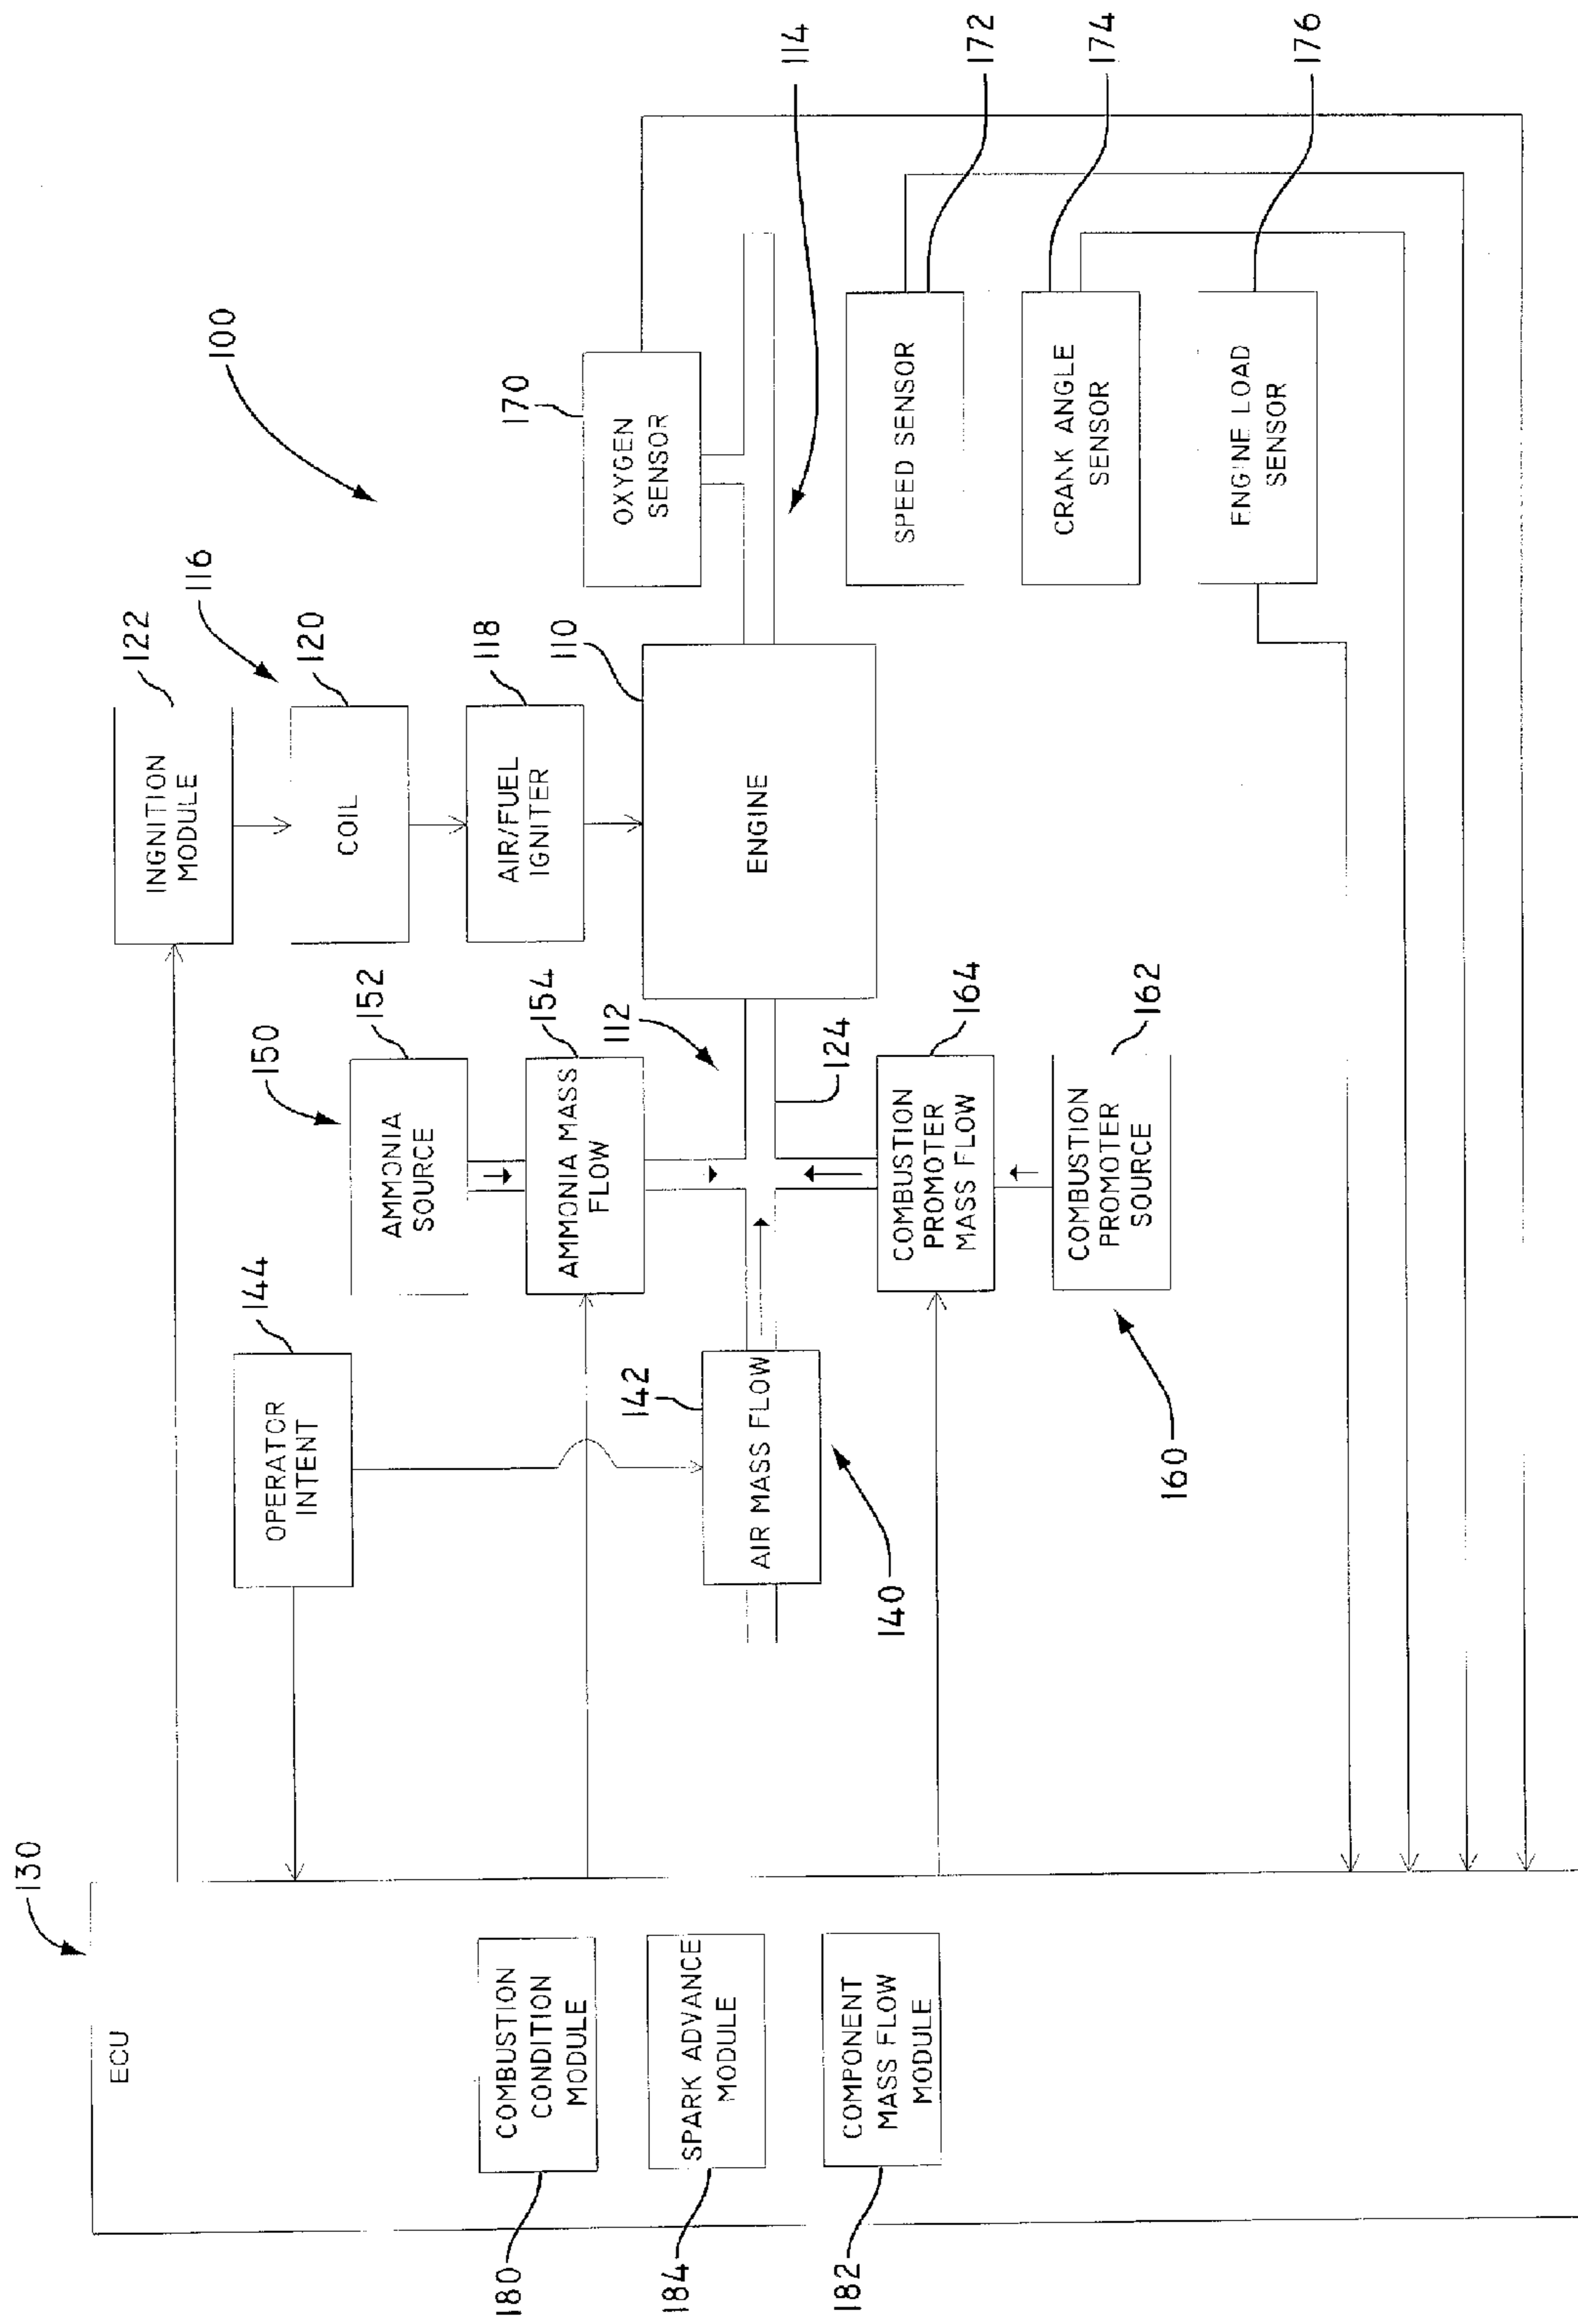 130
ECU
COMBUSTION
CONDITION
MODULE
180
SPARK ADVANCE
MODULE
184
COMPONENT
MASS FLOW
MODULE
182
OPERATOR
INTENT
144
AIR MASS FLOW
142
140
150
AMMONIA
SOURCE
152
AMMONIA MASS
FLOW
154
112
124
COMBUSTION
PROMOTER
MASS FLOW
164
COMBUSTION
PROMOTER
SOURCE
162
160
INGNITION
MODULE
122
116
COIL
120
AIR/FUEL
IGNITER
118
ENGINE
110
100
OXYGEN
SENSOR
170
114
SPEED SENSOR
172
CRANK ANGLE
SENSOR
174
ENGINE LOAD
SENSOR
176